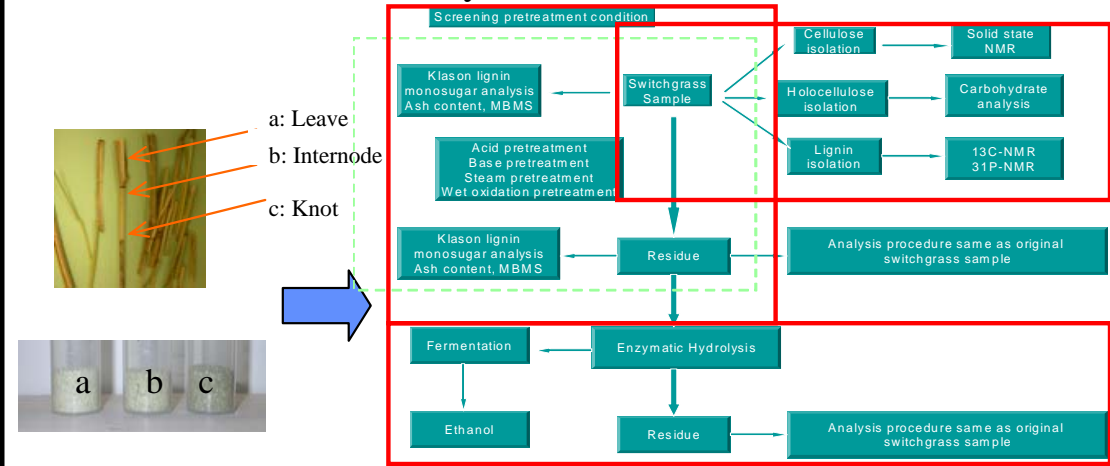 Screening pretreatment condition
Cellulose
isolation
Solid state
NMR
Klason lignin
monosugar analysis
Ash content, MBMS
Switchgrass
Sample
Holocellulose
isolation
Carbohydrate
analysis
a: Leave
b: Internode
c: Knot
Acid pretreatment
Base pretreatment
Steam pretreatment
Wet oxidation pretreatment
Lignin
isolation
13C-NMR
31P-NMR
Klason lignin
monosugar analysis
Ash content, MBMS
Residue
Analysis procedure same as original
switchgrass sample
Fermentation
Enzymatic Hydrolysis
a b c
Ethanol
Residue
Analysis procedure same as original
switchgrass sample